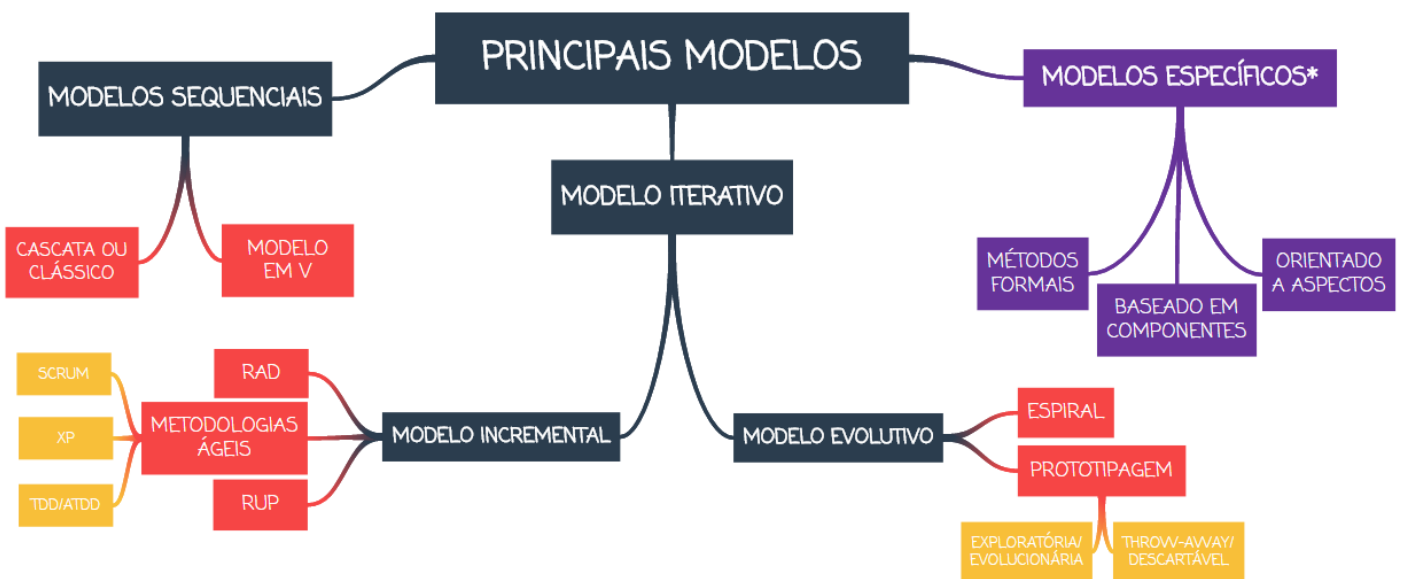 PRINCIPAIS MODELOS
MODELOS SEQUENCIAIS
MODELOS ESPECÍFICOS*
MODELO ITERATIVO
CASCATA OU
CLÁSSICO
MODELO
EM V
MÉTODOS
FORMAIS
BASEADO EM
COMPONENTES
ORIENTADO
A ASPECTOS
SCRUM
XP
TDD/ATDD
METODOLOGIAS
ÁGEIS
RAD
RUP
MODELO INCREMENTAL
MODELO EVOLUTIVO
ESPIRAL
PROTOTIPAGEM
EXPLORATÓRIA/
EVOLUCIONÁRIA
THROW-AWAY/
DESCARTÁVEL